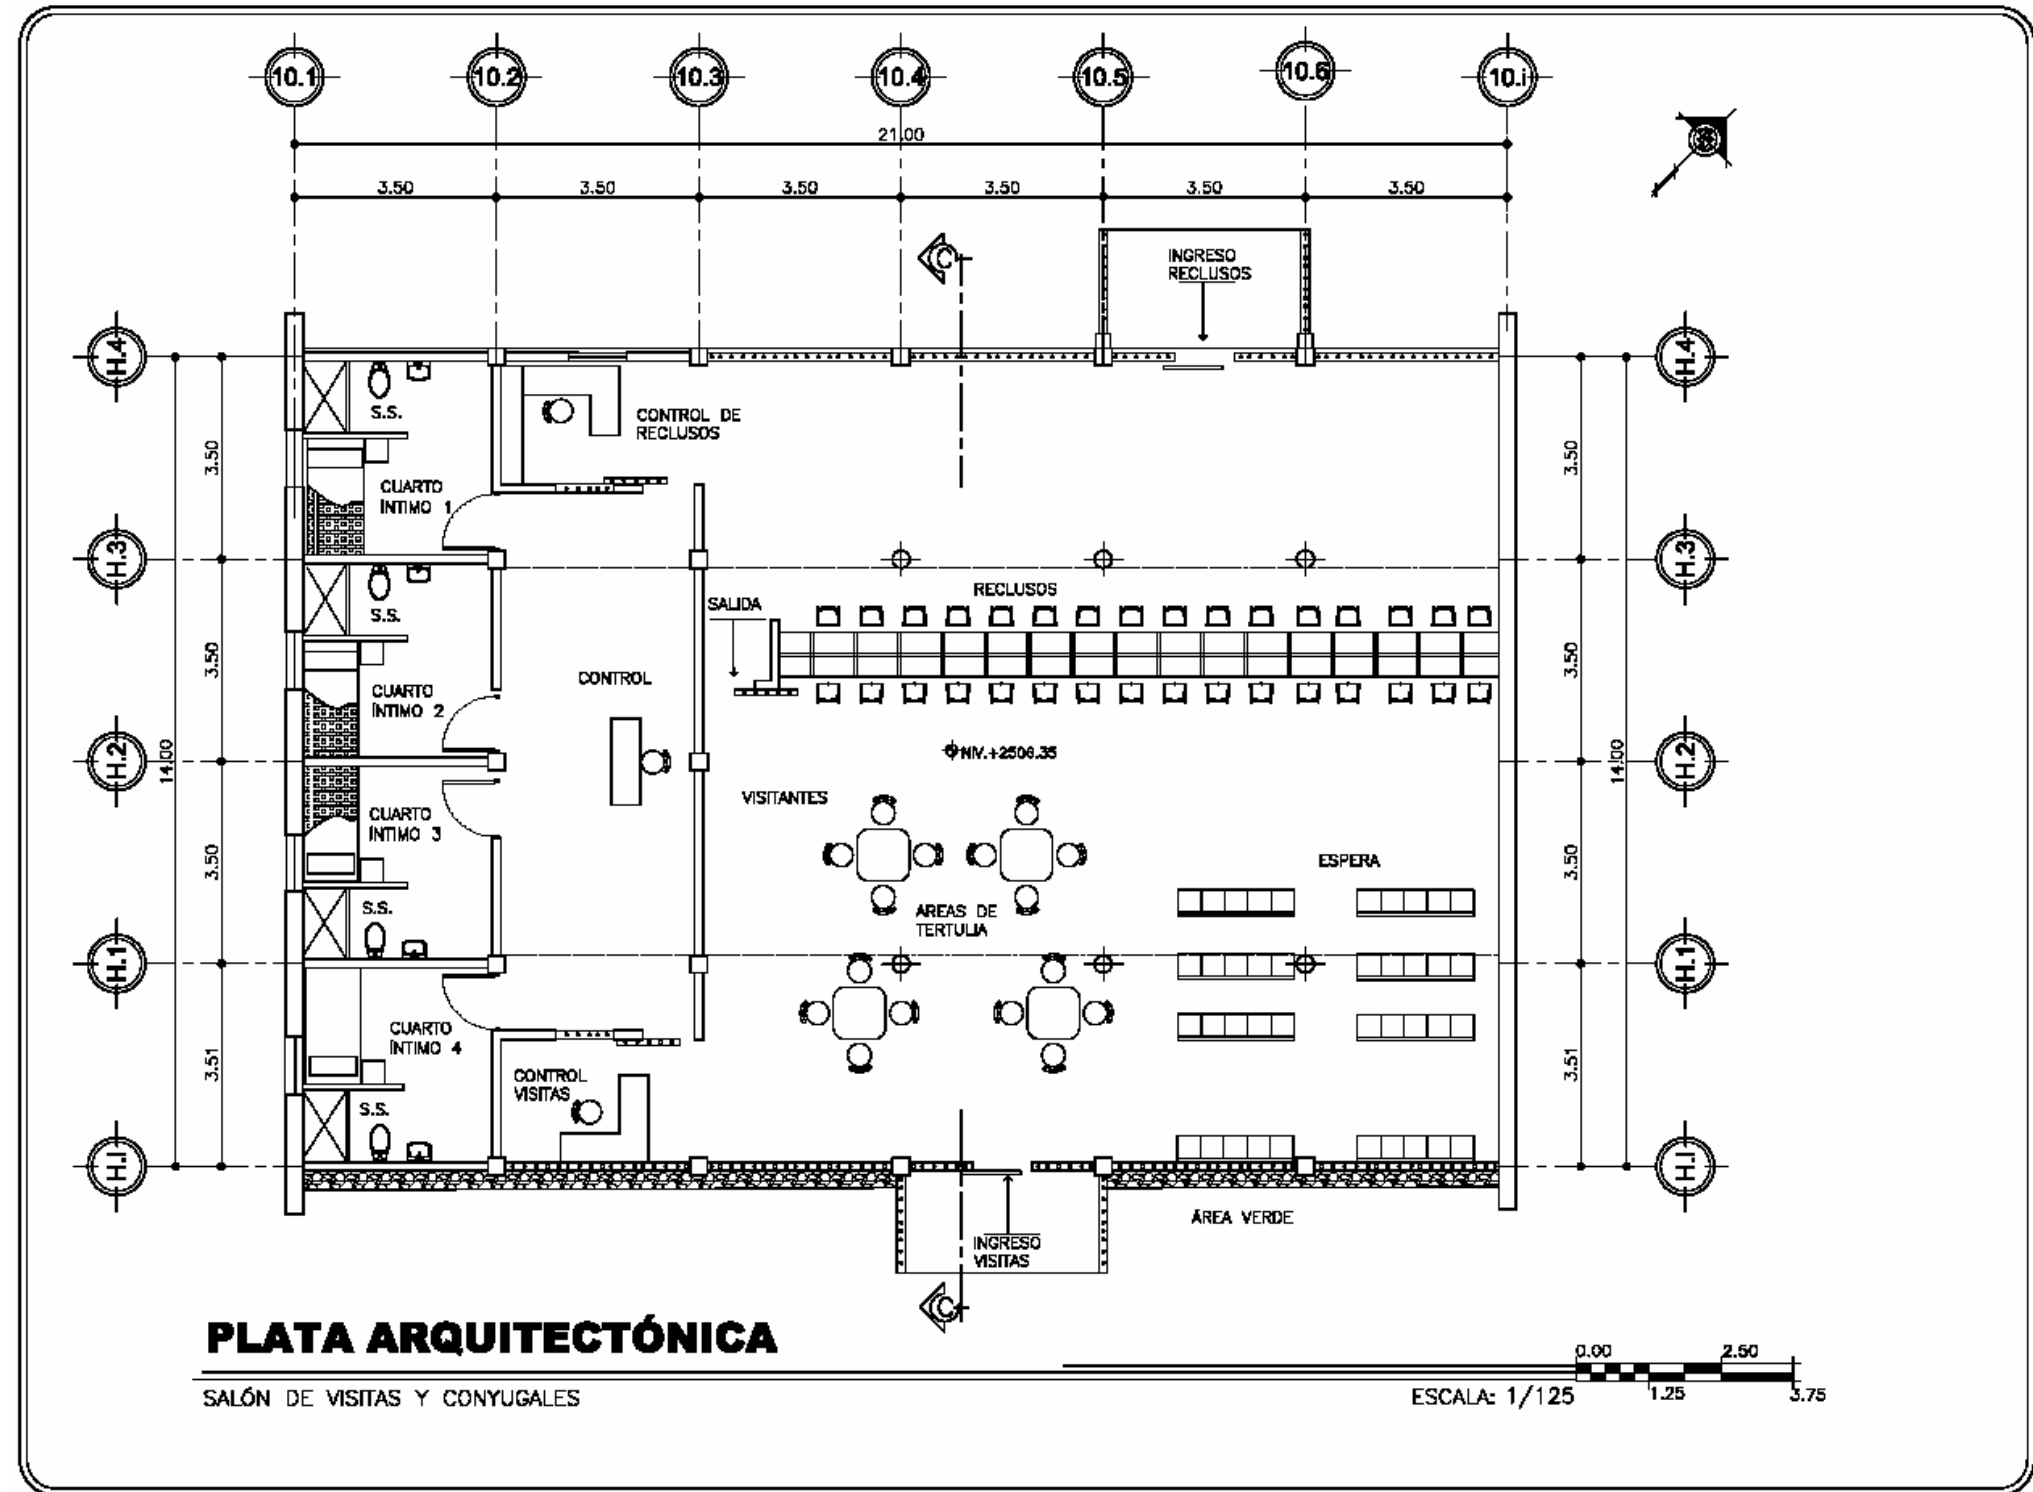 10.1 10.2 10.3 10.4 10.5 10.6 10.i
21.00
3.50 3.50 3.50 3.50 3.50 3.50
C
INGRESO
RECLUSOS
H.4 H.4
S.S.
CONTROL DE
RECLUSOS
3.50 3.50
CUARTO
ÍNTIMO 1
H.3 H.3
RECLUSOS
SALIDA
S.S.
3.50 3.50
CONTROL
CUARTO
ÍNTIMO 2
H.2 H.2
NIV.+2506.35
14.00 14.00
VISITANTES
CUARTO
ÍNTIMO 3
3.50 3.50
ESPERA
S.S.
AREAS DE
TERTULIA
H.1 H.1
CUARTO
ÍNTIMO 4
3.51 3.51
CONTROL
VISITAS
S.S.
H.I H.I
ÁREA VERDE
INGRESO
VISITAS
C
PLATA ARQUITECTÓNICA
SALÓN DE VISITAS Y CONYUGALES
ESCALA: 1/125
0.00 2.50
1.25 3.75